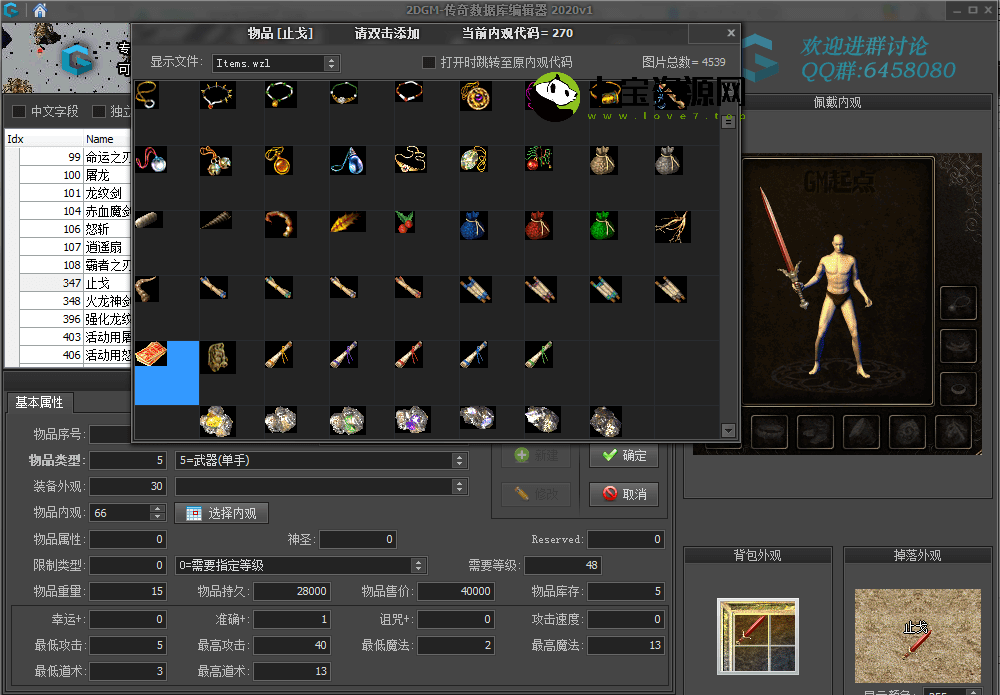 2DGM-传奇数据库编辑器 2020v1
专
可
物品 [止戈] 请双击添加 当前内观代码= 270
显示文件: Items.wzl 打开时跳转至原内观代码 图片总数= 4539
欢迎进群讨论
QQ群:6458080
资源网
www.love7.top
中文字段 独立
Idx Name
99 命运之刃
100 屠龙
101 龙纹剑
104 赤血魔剑
106 怒斩
107 逍遥扇
108 霸者之刃
347 止戈
348 火龙神剑
396 强化龙纹
403 活动用屠
406 活动用怒
佩戴内观
GM起点
基本属性
物品序号:
物品类型: 5 5=武器(单手)
新建 确定
装备外观: 30
修改 取消
物品内观: 66 选择内观
物品属性: 0 神圣: 0 Reserved: 0
限制类型: 0 0=需要指定等级 需要等级: 48
物品重量: 15 物品持久: 28000 物品售价: 40000 物品库存: 5
幸运+: 0 准确+: 1 诅咒+: 0 攻击速度: 0
最低攻击: 5 最高攻击: 40 最低魔法: 2 最高魔法: 13
最低道术: 3 最高道术: 13
背包外观 掉落外观
止戈
显示颜色: 255